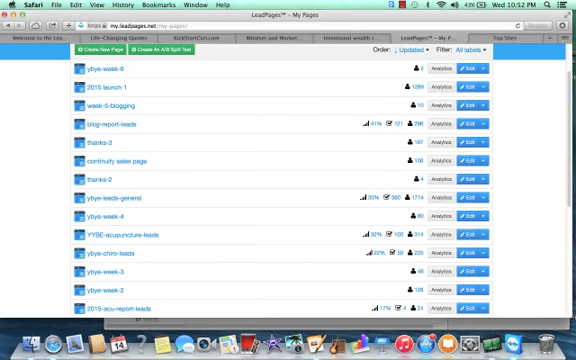 Safari File Edit View History Bookmarks Window Help 43% Wed 10:52 PM
LeadPages™ – My Pages
https my.leadpages.net/my-pages/ Reader
Welcome to the Lea... Life-Changing Quotes KickStartCart.com Mindset and Marke... Intentional wealth c... LeadPages™ – My P... Top Sites
Create New Page Create An A/B Split Test Order: Updated Filter: All labels
ybye-week-6 2 Analytics Edit
2015 launch 1 1289 Analytics Edit
week-5-blogging 10 Analytics Edit
blog-report-leads 41% 121 296 Analytics Edit
thanks-3 187 Analytics Edit
continuity sales page 156 Analytics Edit
thanks-2 4 Analytics Edit
ybye-leads-general 33% 560 1714 Analytics Edit
ybye-week-4 80 Analytics Edit
YYBE-acupuncture-leads 32% 100 314 Analytics Edit
ybye-chiro-leads 22% 50 225 Analytics Edit
ybye-week-3 46 Analytics Edit
ybye-week-2 128 Analytics Edit
2015-acu-report-leads 17% 4 24 Analytics Edit
14